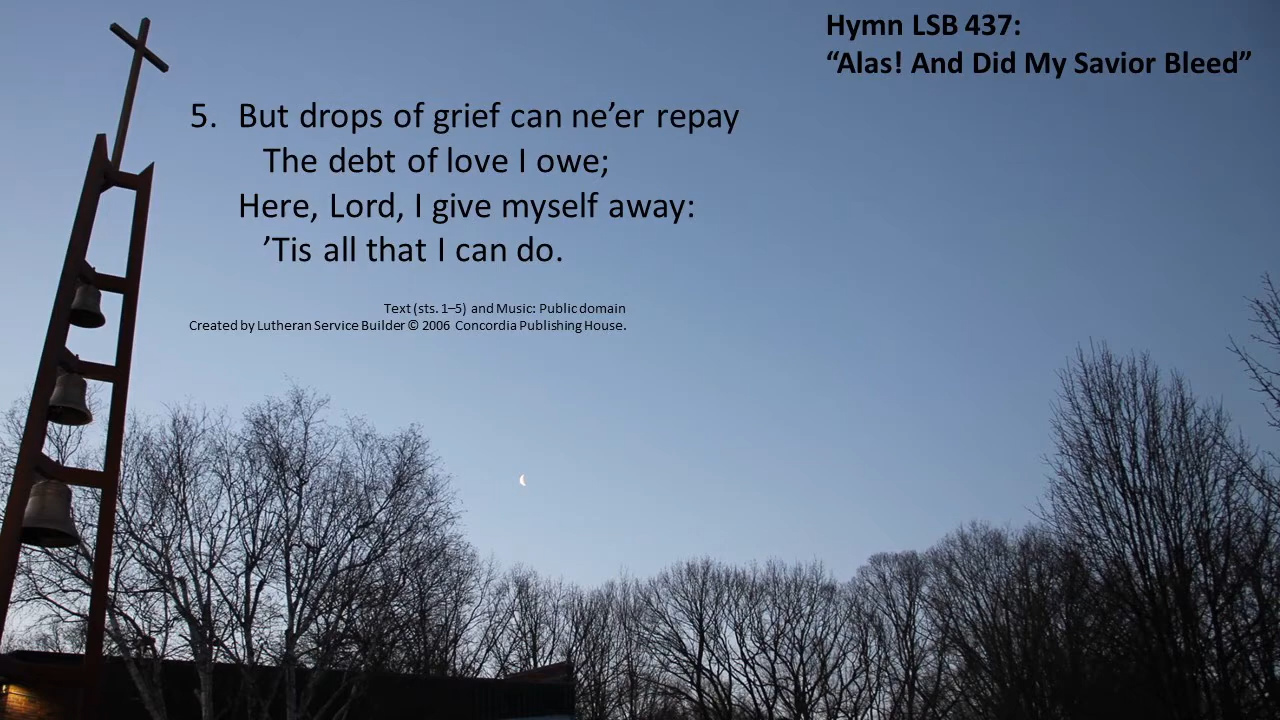 Hymn LSB 437:
“Alas! And Did My Savior Bleed”
5. But drops of grief can ne’er repay
The debt of love I owe;
Here, Lord, I give myself away:
’Tis all that I can do.
Text (sts. 1–5) and Music: Public domain
Created by Lutheran Service Builder © 2006 Concordia Publishing House.